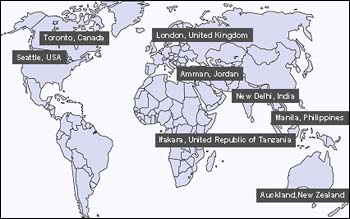 Toronto, Canada
London, United Kingdom
Seattle, USA
Amman, Jordan
New Delhi, India
Manila, Philippines
Ifakara, United Republic of Tanzania
Auckland,New Zealand